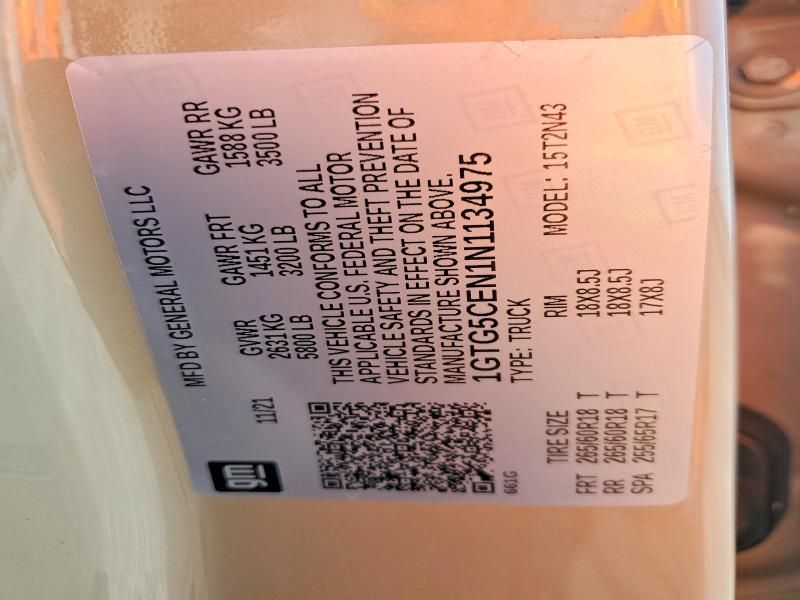 gm
MFD BY GENERAL MOTORS LLC
11/21
GVWR GAWR FRT GAWR RR
2631 KG 1451 KG 1588 KG
5800 LB 3200 LB 3500 LB
THIS VEHICLE CONFORMS TO ALL
APPLICABLE U.S. FEDERAL MOTOR
VEHICLE SAFETY AND THEFT PREVENTION
STANDARDS IN EFFECT ON THE DATE OF
MANUFACTURE SHOWN ABOVE.
1GTG5CEN1N1134975
661G
TYPE: TRUCK
MODEL: 15T2N43
TIRE SIZE RIM
FRT 265/60R18 T 18X8.5J
RR 265/60R18 T 18X8.5J
SPA 255/65R17 T 17X8J